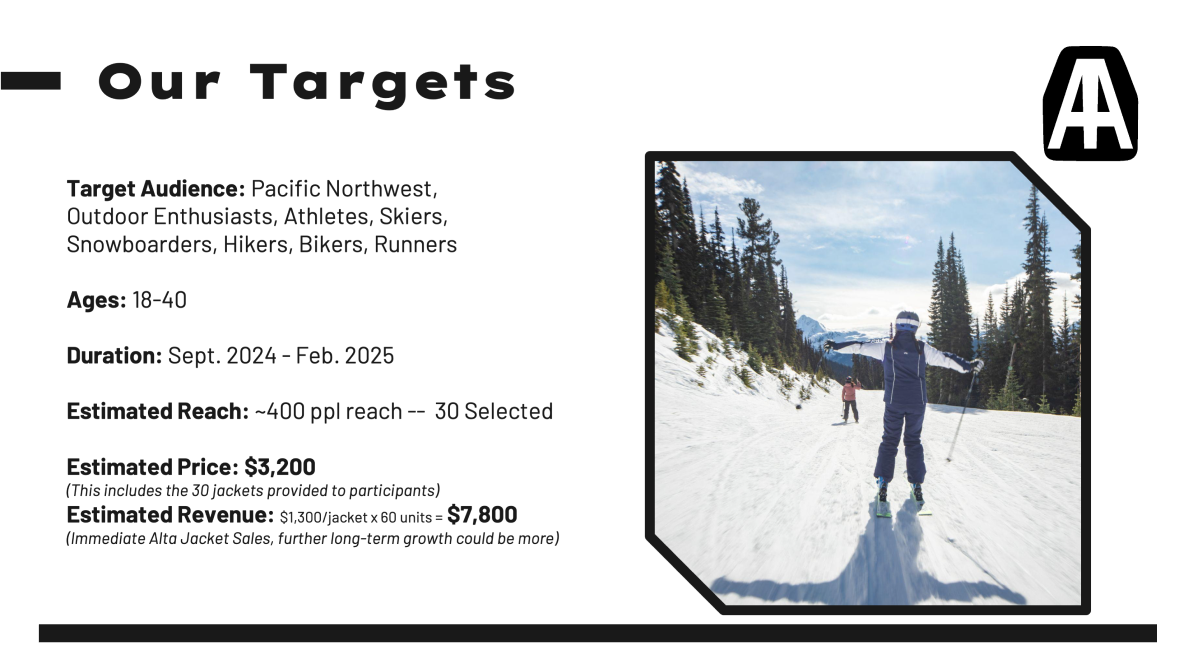 Our Targets
Target Audience: Pacific Northwest,
Outdoor Enthusiasts, Athletes, Skiers,
Snowboarders, Hikers, Bikers, Runners
Ages: 18-40
Duration: Sept. 2024 - Feb. 2025
Estimated Reach: ~400 ppl reach -- 30 Selected
Estimated Price: $3,200
(This includes the 30 jackets provided to participants)
Estimated Revenue: $1,300/jacket x 60 units = $7,800
(Immediate Alta Jacket Sales, further long-term growth could be more)